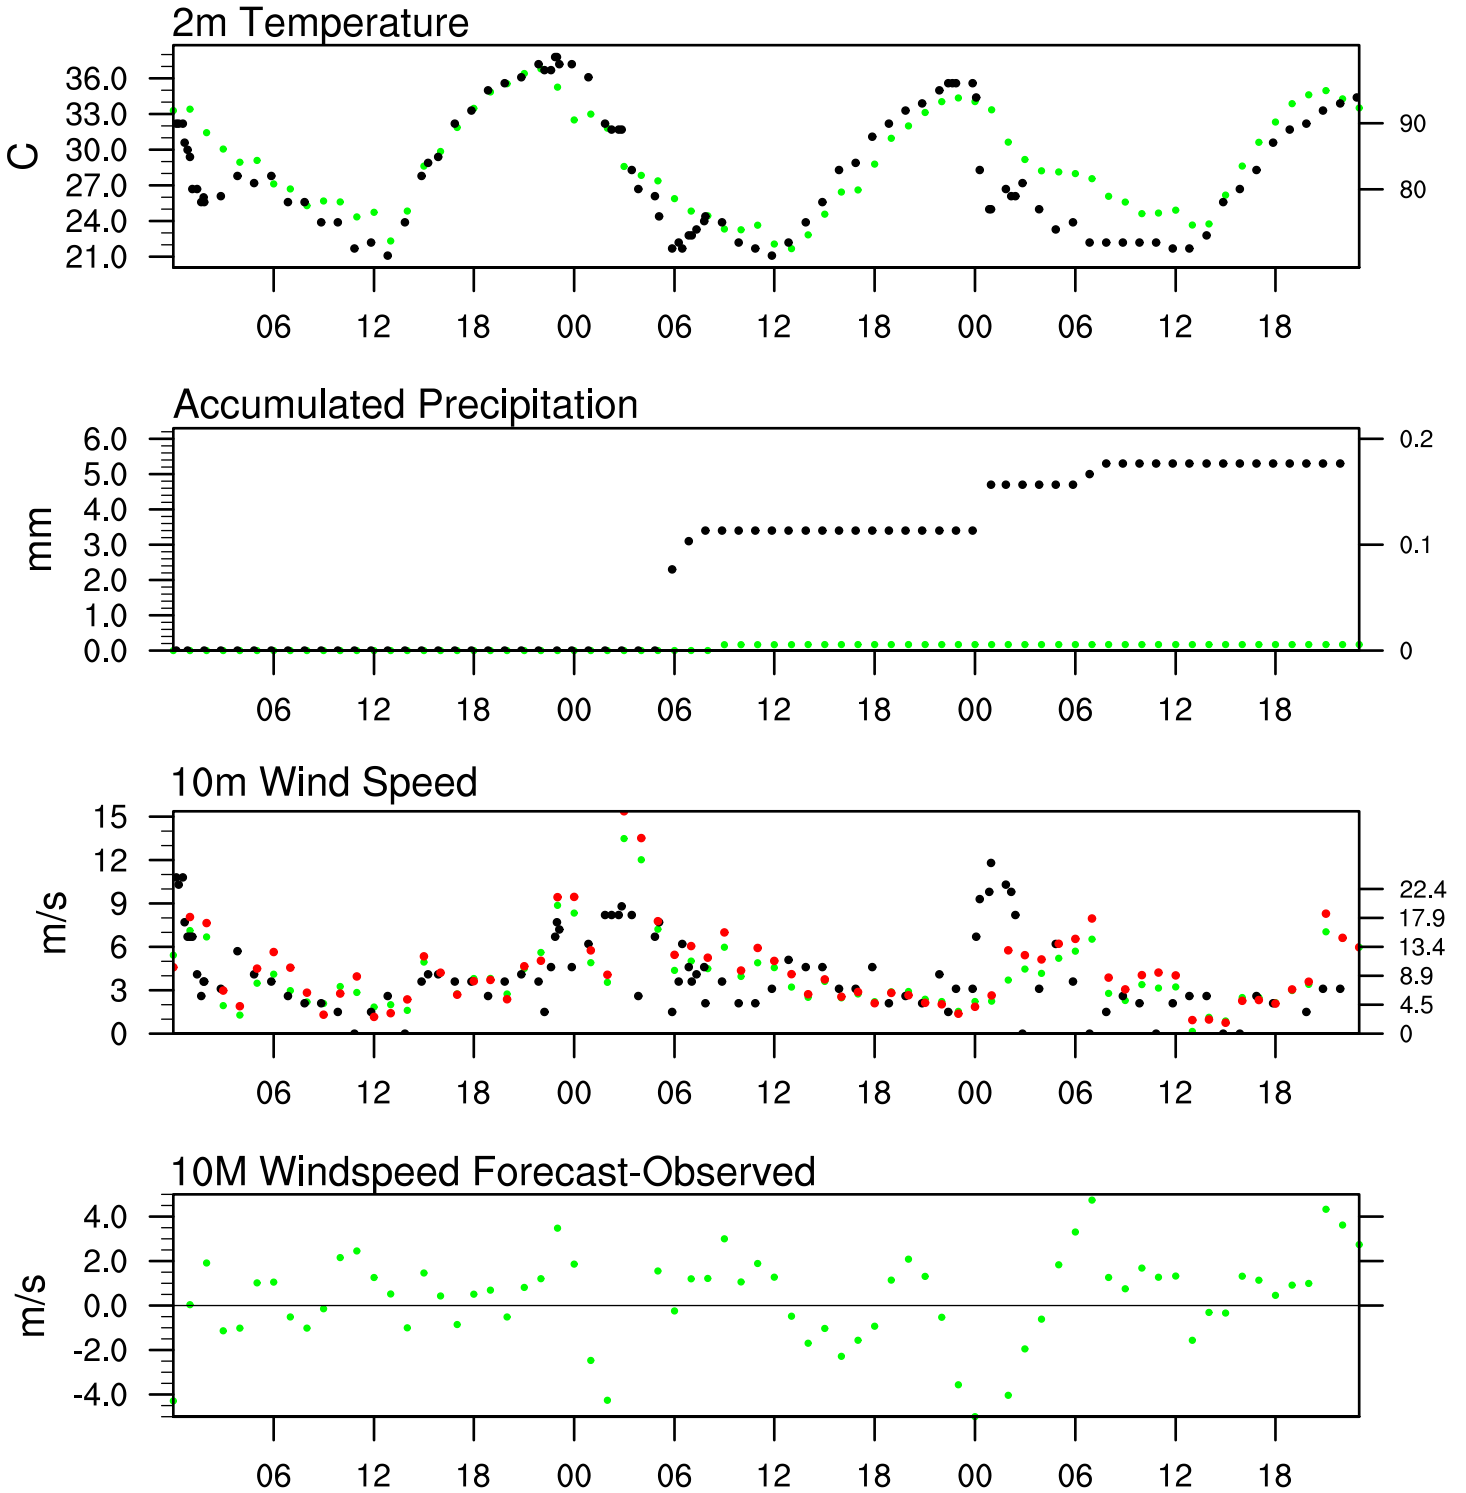 2m Temperature
36.0
33.0
30.0
27.0
24.0
21.0
C
90
80
06 12 18 00 06 12 18 00 06 12 18
Accumulated Precipitation
6.0
5.0
4.0
3.0
2.0
1.0
0.0
mm
0.2
0.1
0
06 12 18 00 06 12 18 00 06 12 18
10m Wind Speed
15
12
9
6
3
0
m/s
22.4
17.9
13.4
8.9
4.5
0
06 12 18 00 06 12 18 00 06 12 18
10M Windspeed Forecast-Observed
4.0
2.0
0.0
-2.0
-4.0
m/s
06 12 18 00 06 12 18 00 06 12 18